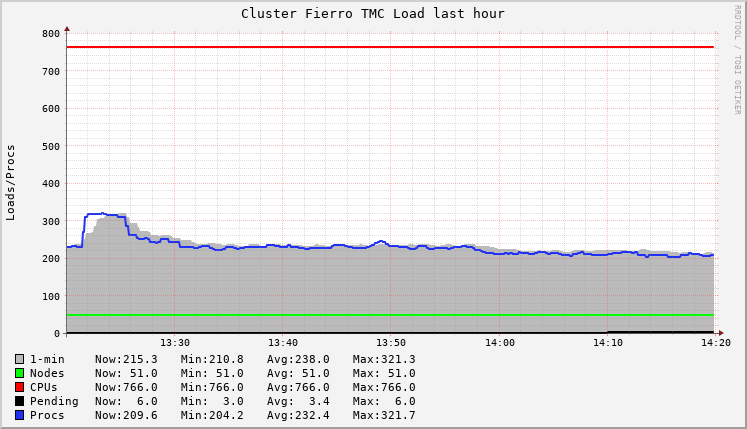 Cluster Fierro TMC Load last hour
RRDTOOL / TOBI OETIKER
Loads/Procs
800
700
600
500
400
300
200
100
0
13:30 13:40 13:50 14:00 14:10 14:20
1-min Now:215.3 Min:210.8 Avg:238.0 Max:321.3
Nodes Now: 51.0 Min: 51.0 Avg: 51.0 Max: 51.0
CPUs Now:766.0 Min:766.0 Avg:766.0 Max:766.0
Pending Now: 6.0 Min: 3.0 Avg: 3.4 Max: 6.0
Procs Now:209.6 Min:204.2 Avg:232.4 Max:321.7